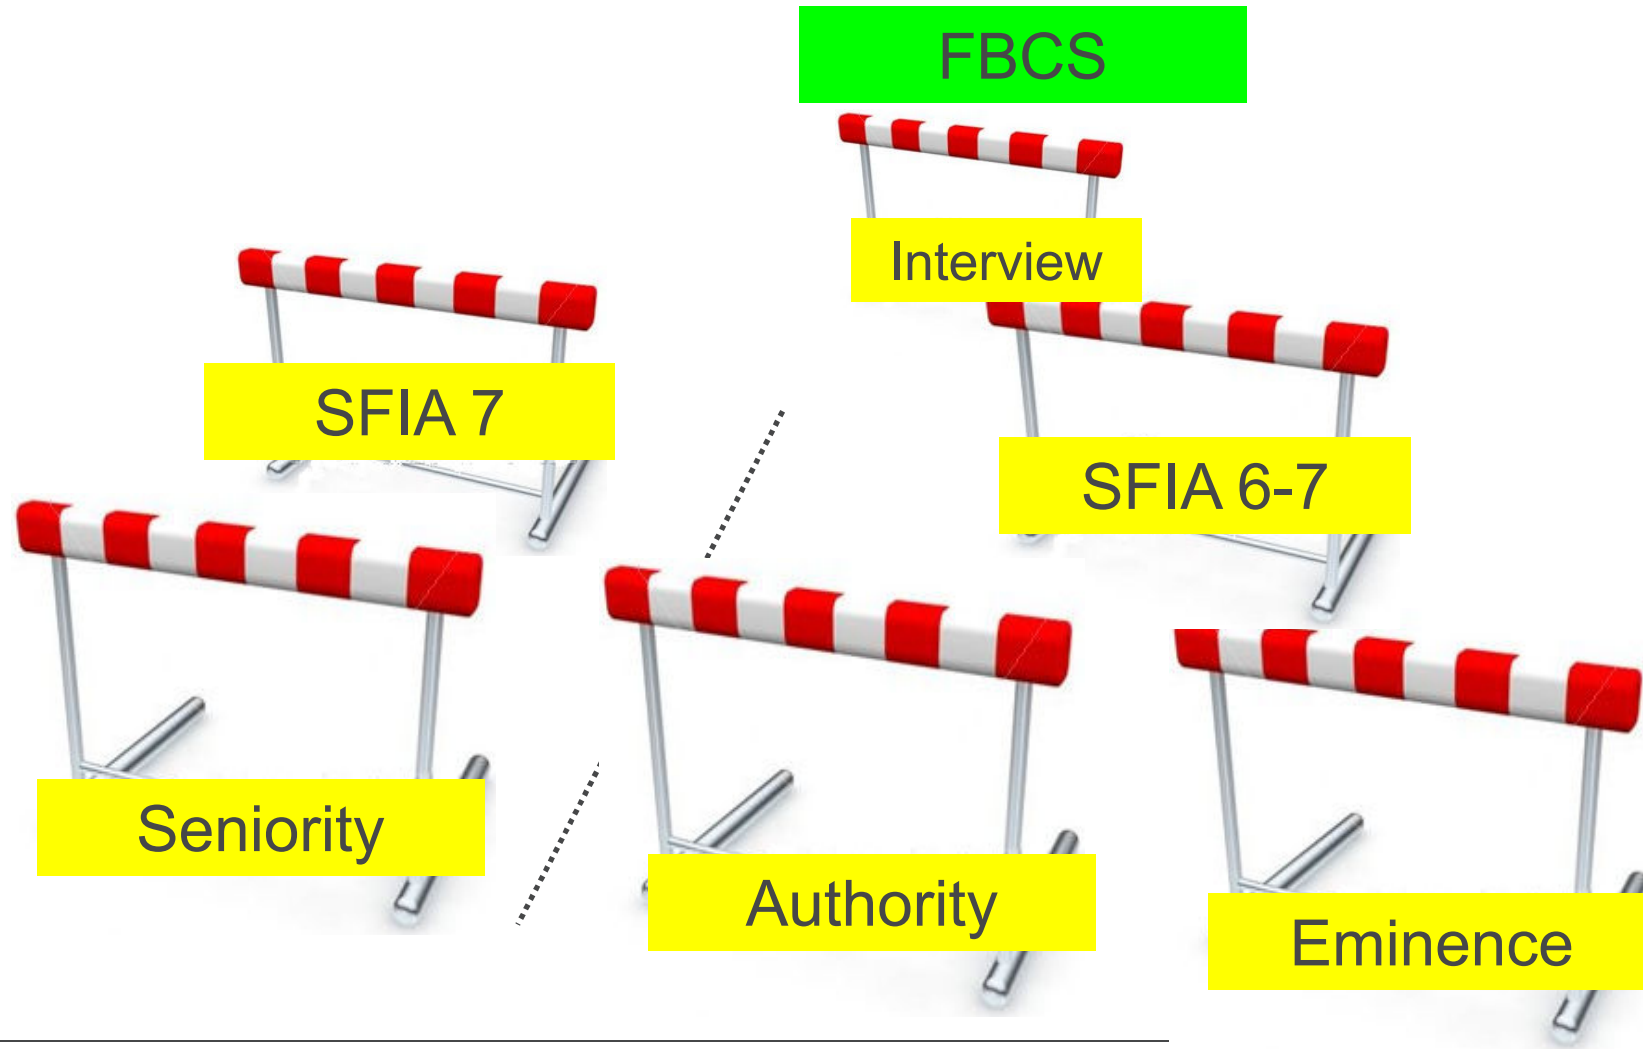 FBCS
Interview
SFIA 7
SFIA 6-7
Seniority
Authority
Eminence